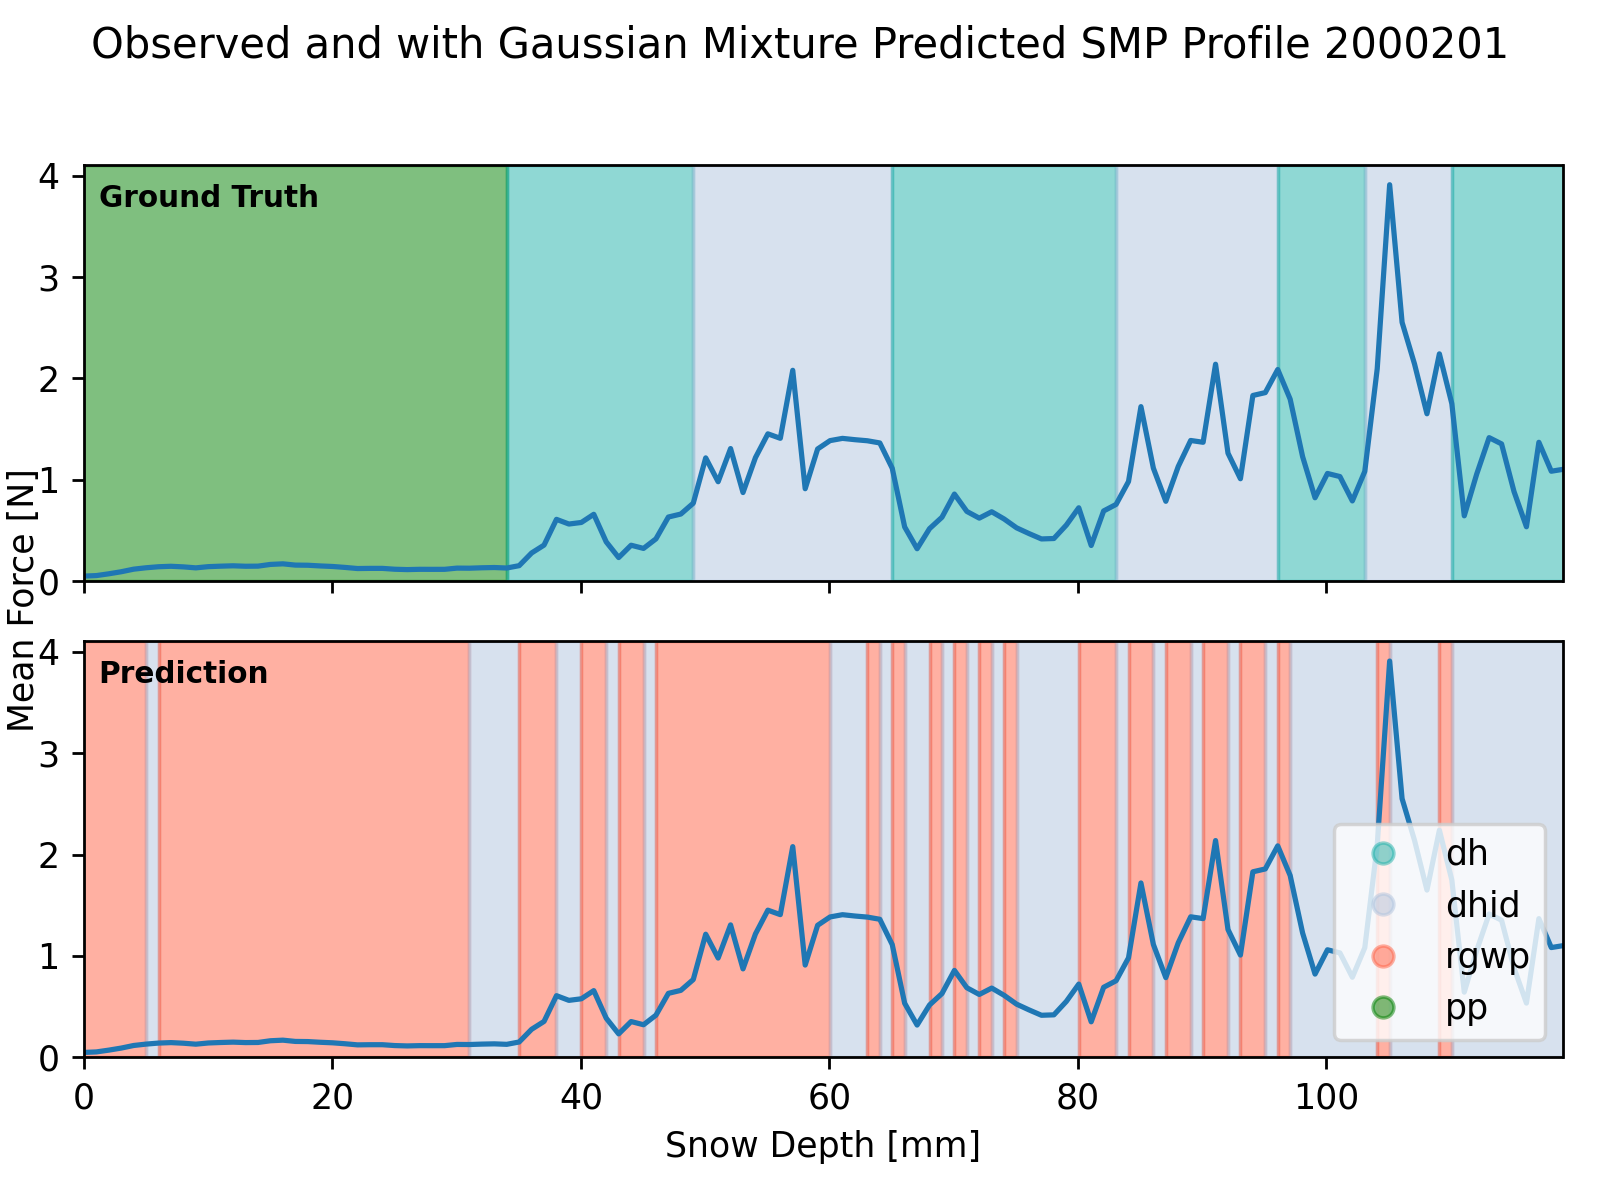 Observed and with Gaussian Mixture Predicted SMP Profile 2000201
4
Ground Truth
3
2
1
0
Mean Force [N]
4
Prediction
3
2
1
0
dh
dhid
rgwp
pp
0 20 40 60 80 100
Snow Depth [mm]